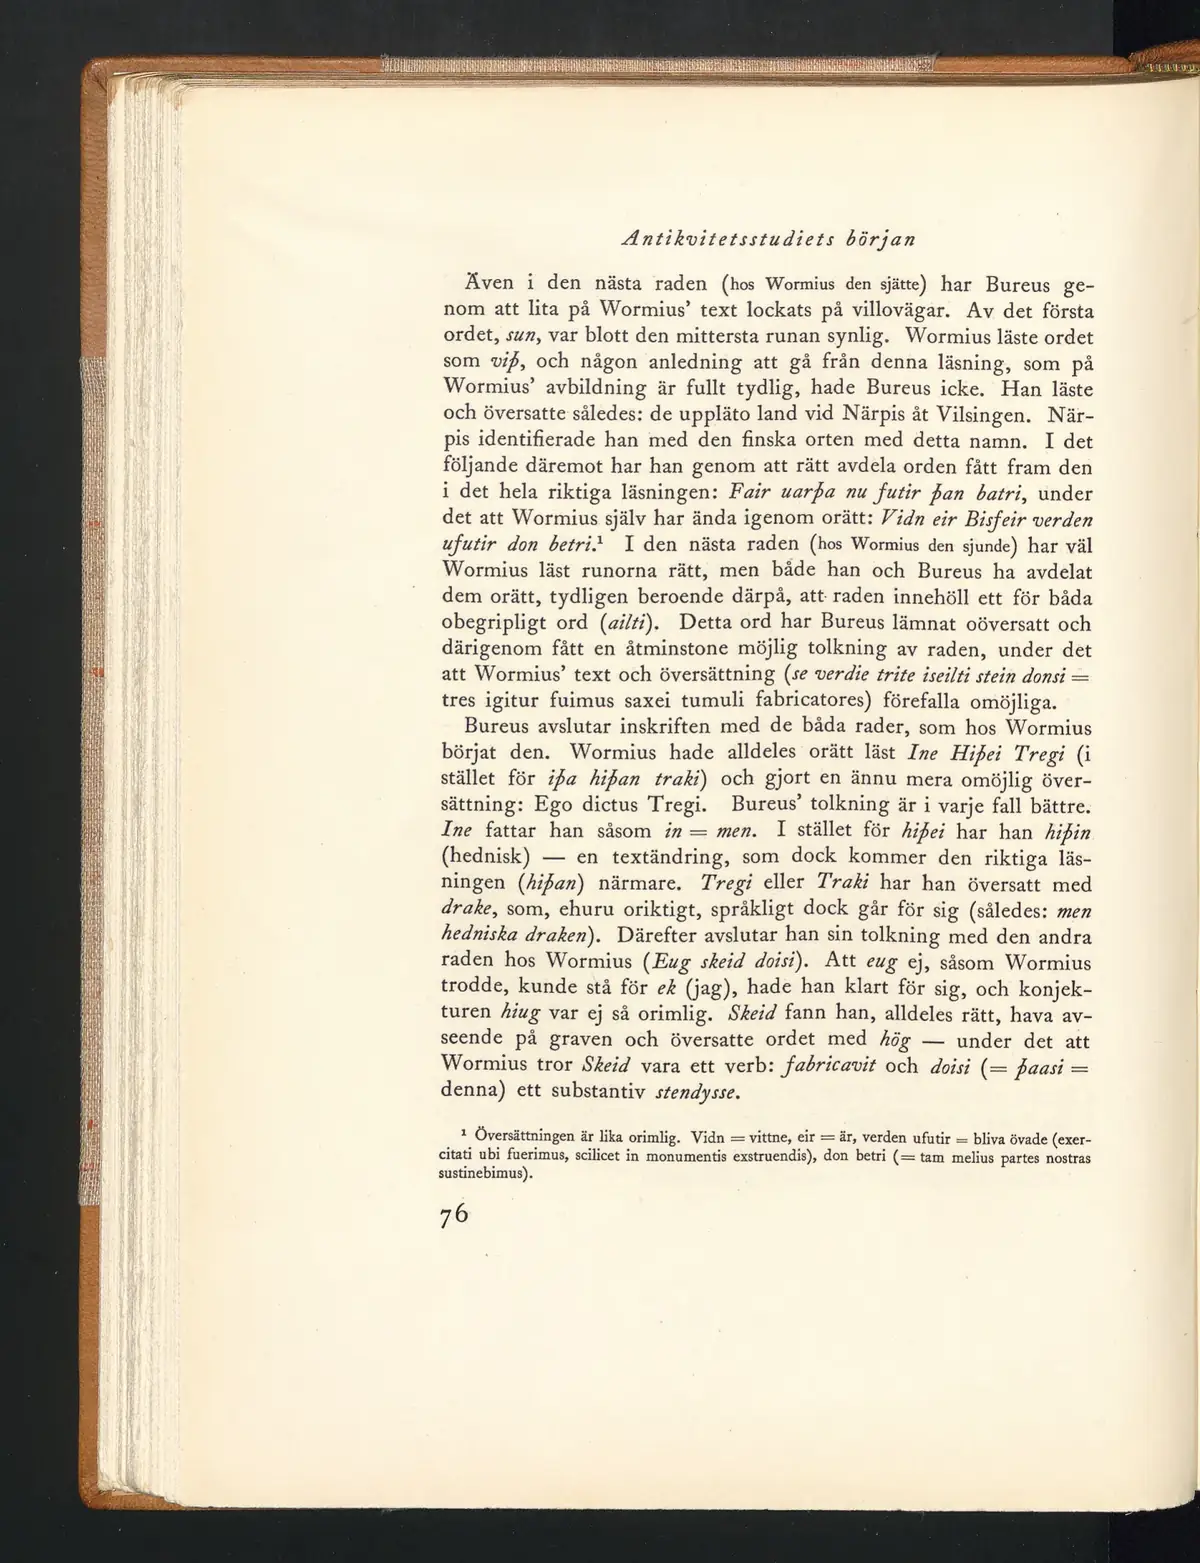 Antikvitetsstudiets början
Även i den nästa raden (hos Wormius den sjätte) har Bureus ge-
nom att lita på Wormius’ text lockats på villovägar. Av det första
ordet, sun, var blott den mittersta runan synlig. Wormius läste ordet
som viþ, och någon anledning att gå från denna läsning, som på
Wormius’ avbildning är fullt tydlig, hade Bureus icke. Han läste
och översatte således: de uppläto land vid Närpis åt Vilsingen. När-
pis identifierade han med den finska orten med detta namn. I det
följande däremot har han genom att rätt avdela orden fått fram den
i det hela riktiga läsningen: Fair uarþa nu futir þan batri, under
det att Wormius själv har ända igenom orätt: Vidn eir Bisfeir verden
ufutir don betri.¹ I den nästa raden (hos Wormius den sjunde) har väl
Wormius läst runorna rätt, men både han och Bureus ha avdelat
dem orätt, tydligen beroende därpå, att raden innehöll ett för båda
obegripligt ord (ailti). Detta ord har Bureus lämnat oöversatt och
därigenom fått en åtminstone möjlig tolkning av raden, under det
att Wormius’ text och översättning (se verdie trite iseilti stein donsi =
tres igitur fuimus saxei tumuli fabricatores) förefalla omöjliga.
Bureus avslutar inskriften med de båda rader, som hos Wormius
börjat den. Wormius hade alldeles orätt läst Ine Hiþei Tregi (i
stället för iþa hiþan traki) och gjort en ännu mera omöjlig över-
sättning: Ego dictus Tregi. Bureus’ tolkning är i varje fall bättre.
Ine fattar han såsom in = men. I stället för hiþei har han hiþin
(hednisk) — en textändring, som dock kommer den riktiga läs-
ningen (hiþan) närmare. Tregi eller Traki har han översatt med
drake, som, ehuru oriktigt, språkligt dock går för sig (således: men
hedniska draken). Därefter avslutar han sin tolkning med den andra
raden hos Wormius (Eug skeid doisi). Att eug ej, såsom Wormius
trodde, kunde stå för ek (jag), hade han klart för sig, och konjek-
turen hiug var ej så orimlig. Skeid fann han, alldeles rätt, hava av-
seende på graven och översatte ordet med hög — under det att
Wormius tror Skeid vara ett verb: fabricavit och doisi (= þaasi =
denna) ett substantiv stendysse.
¹ Översättningen är lika orimlig. Vidn = vittne, eir = är, verden ufutir = bliva övade (exer-
citati ubi fuerimus, scilicet in monumentis exstruendis), don betri (= tam melius partes nostras
sustinebimus).
76